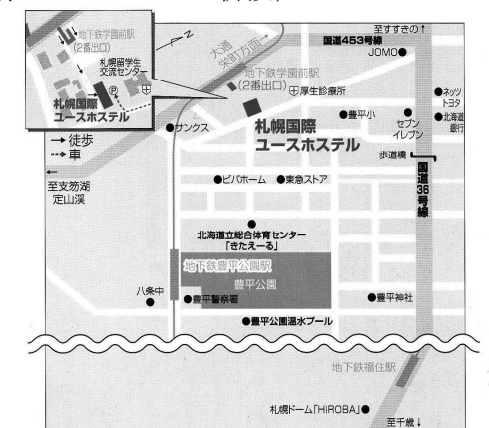 地下鉄学園前駅
(2番出口)
札幌留学生
交流センター
P
札幌国際
ユースホステル
→徒歩
⇢車
至支笏湖
定山渓
大通
栄町方面
至すすきの↑
国道453号線
JOMO
地下鉄学園前駅
(2番出口)
厚生診療所
ネッツ
トヨタ
札幌国際
ユースホステル
豊平小
セブン
イレブン
北海道
銀行
サンクス
歩道橋
国道36号線
ビバホーム
東急ストア
北海道立総合体育センター
「きたえーる」
地下鉄豊平公園駅
豊平公園
八条中
豊平警察署
豊平神社
豊平公園温水プール
地下鉄福住駅
札幌ドーム「HIROBA」
至千歳↓